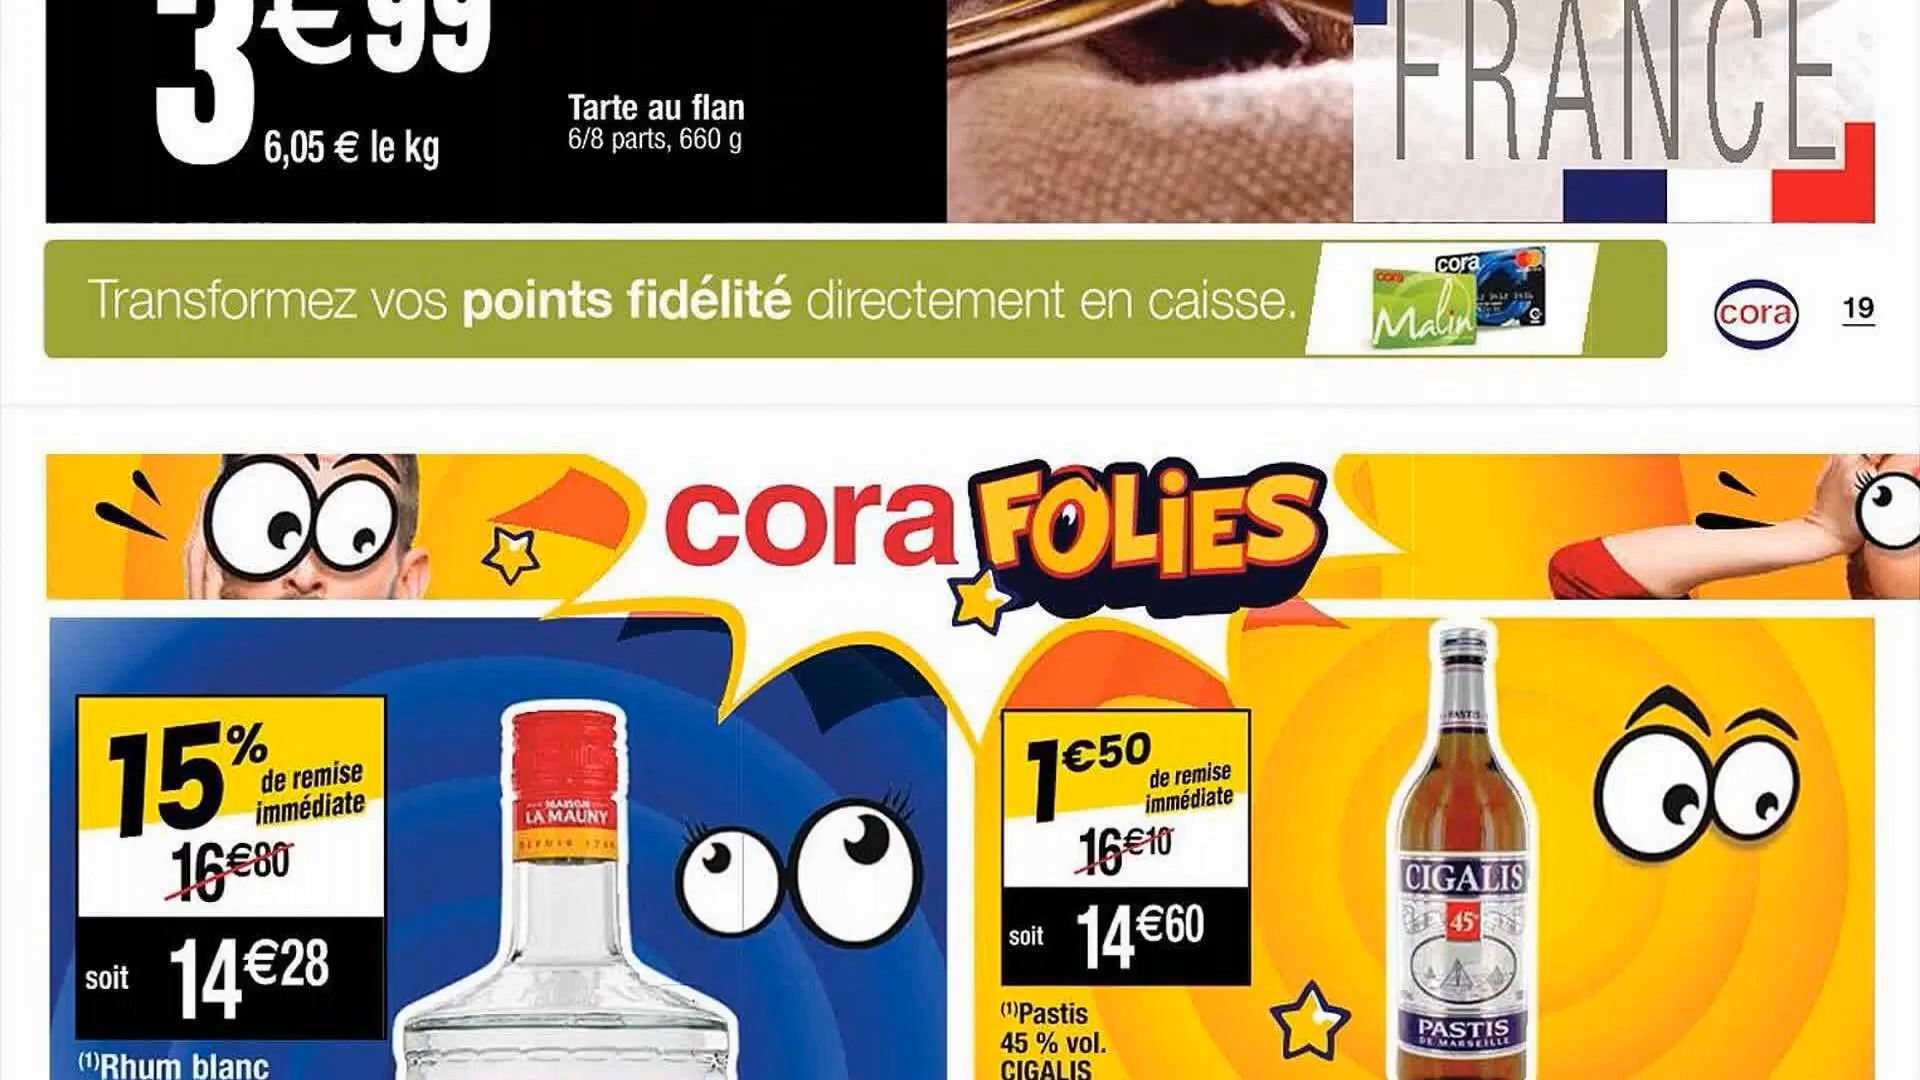 3€99
6,05 € le kg
Tarte au flan
6/8 parts, 660 g
FRANCE
Transformez vos points fidélité directement en caisse.
cora
cora
Malin
cora
19
cora FOLiES
15% de remise immédiate
16€80
soit 14€28
(1)Rhum blanc
MAISON
LA MAUNY
1€50 de remise immédiate
16€10
soit 14€60
(1)Pastis
45 % vol.
CIGALIS
PASTIS
CIGALIS
45°
PASTIS
DE MARSEILLE